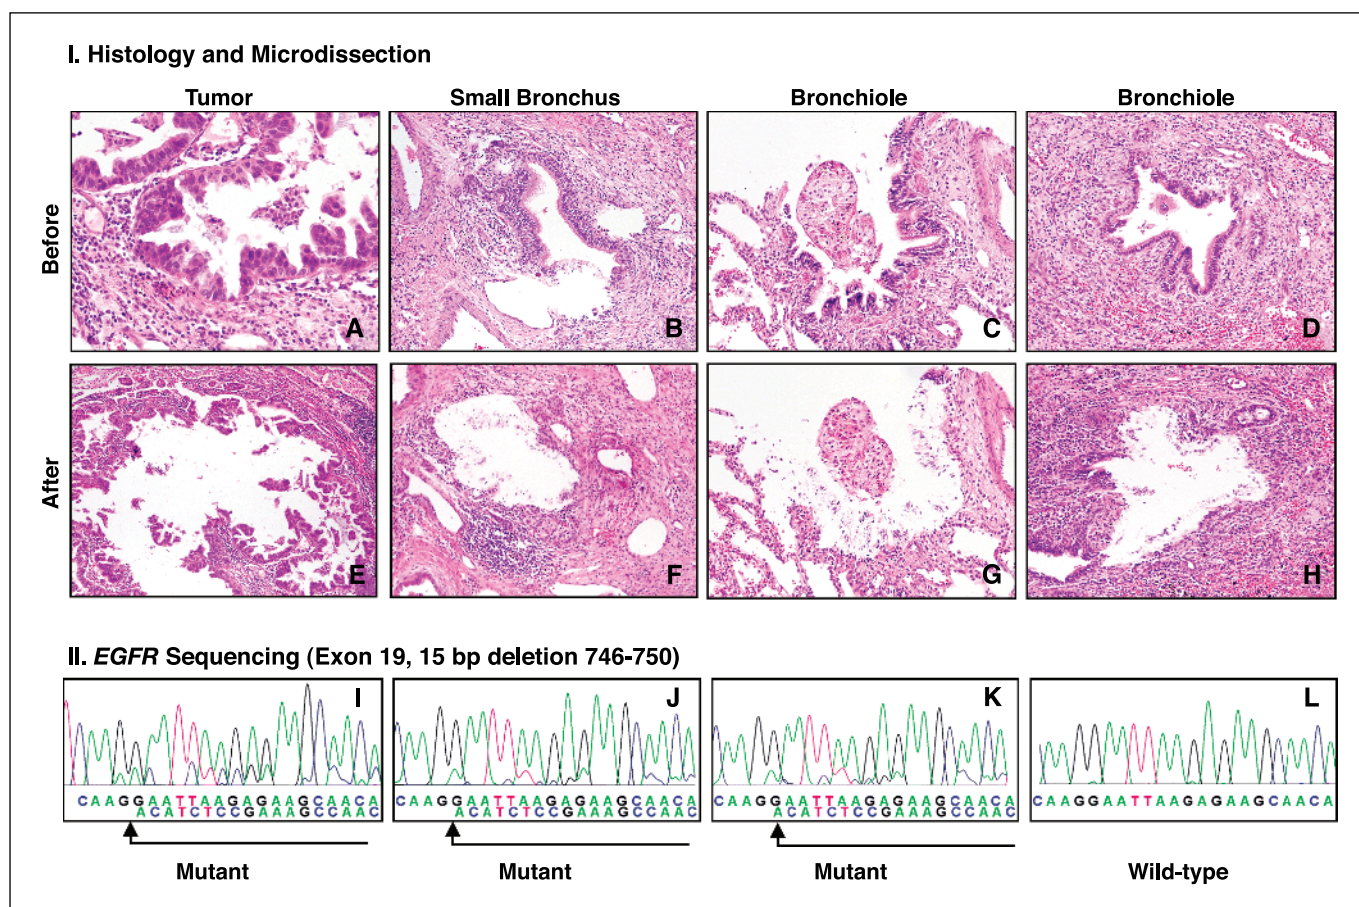 I. Histology and Microdissection
Tumor
Small Bronchus
Bronchiole
Bronchiole
Before
A
B
C
D
After
E
F
G
H
II. EGFR Sequencing (Exon 19, 15 bp deletion 746-750)
I
J
K
L
CAAGGAATTAAGAGAAGCAACA
ACATCTCCGAAAGCCAAC
CAAGGAATTAAGAGAAGCAACA
ACATCTCCGAAAGCCAAC
CAAGGAATTAAGAGAAGCAACA
ACATCTCCGAAAGCCAAC
CAAGGAATTAAGAGAAGCAACA
Mutant
Mutant
Mutant
Wild-type